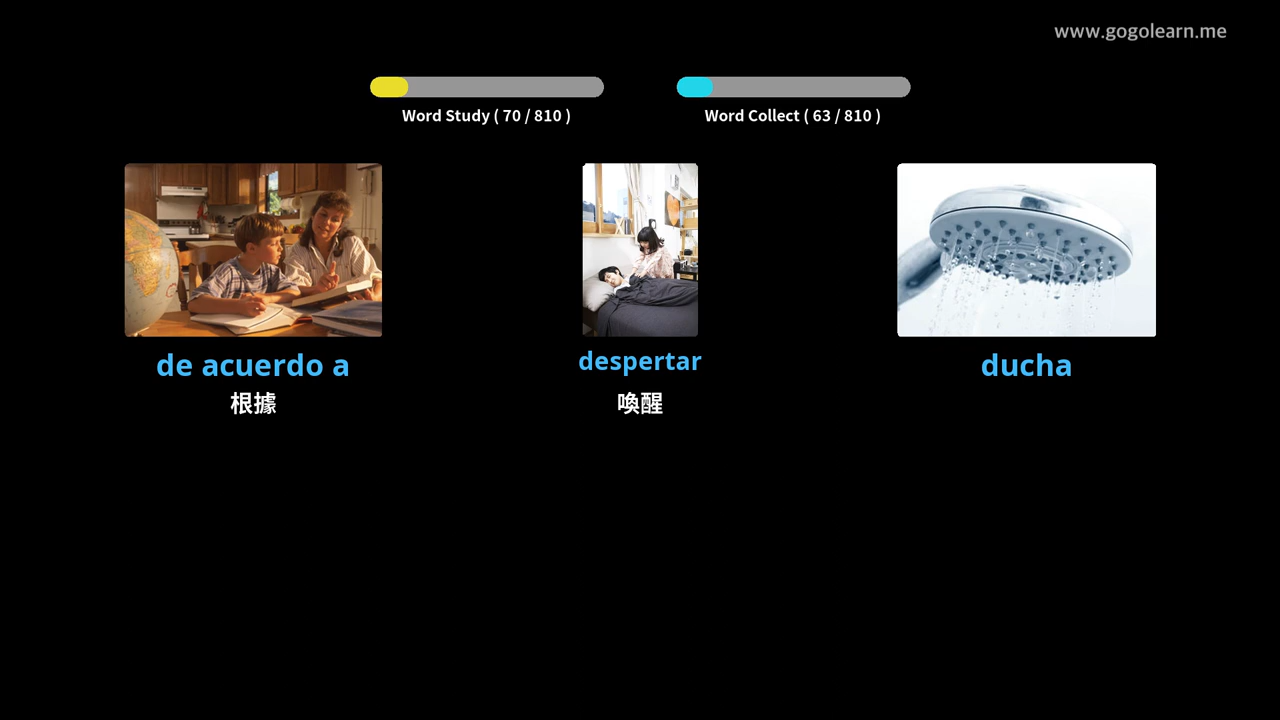 www.gogolearn.me
Word Study ( 70 / 810 )
Word Collect ( 63 / 810 )
de acuerdo a
despertar
ducha
根據
喚醒